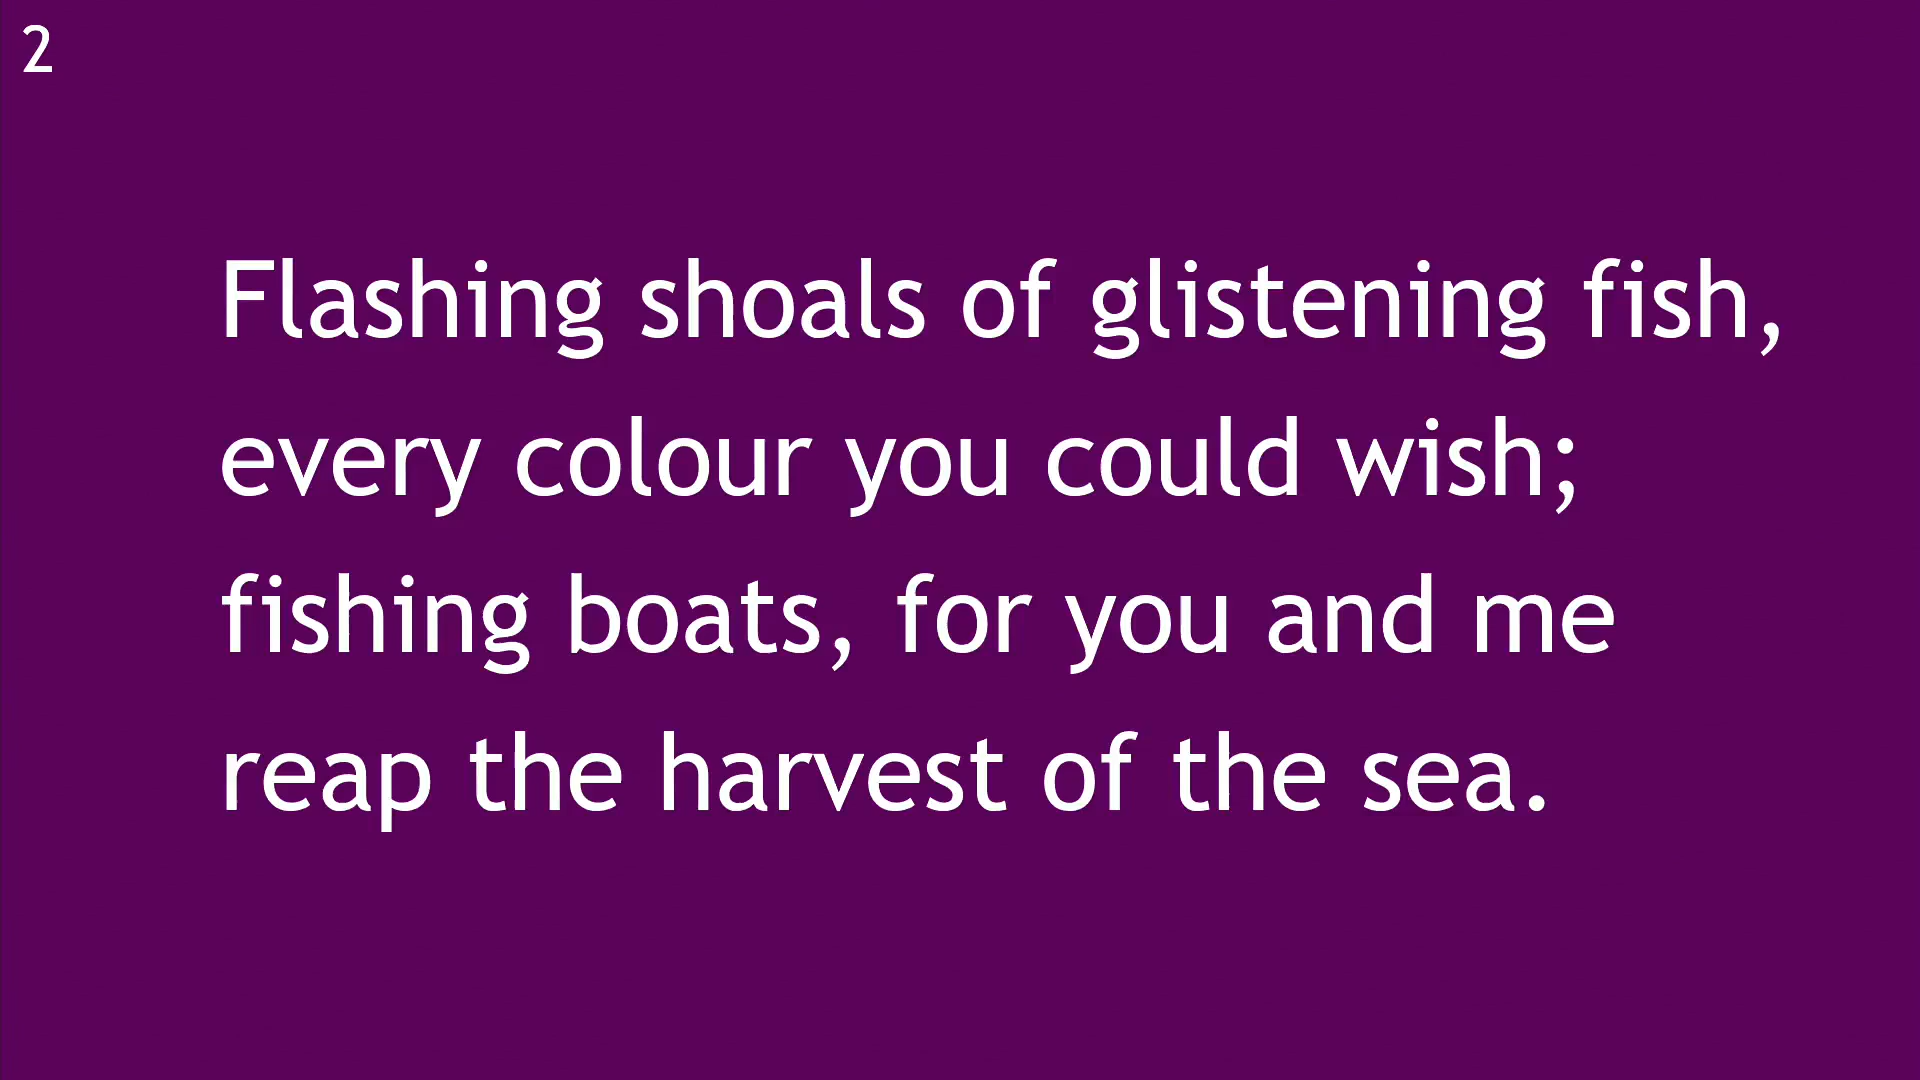 2
Flashing shoals of glistening fish,
every colour you could wish;
fishing boats, for you and me
reap the harvest of the sea.